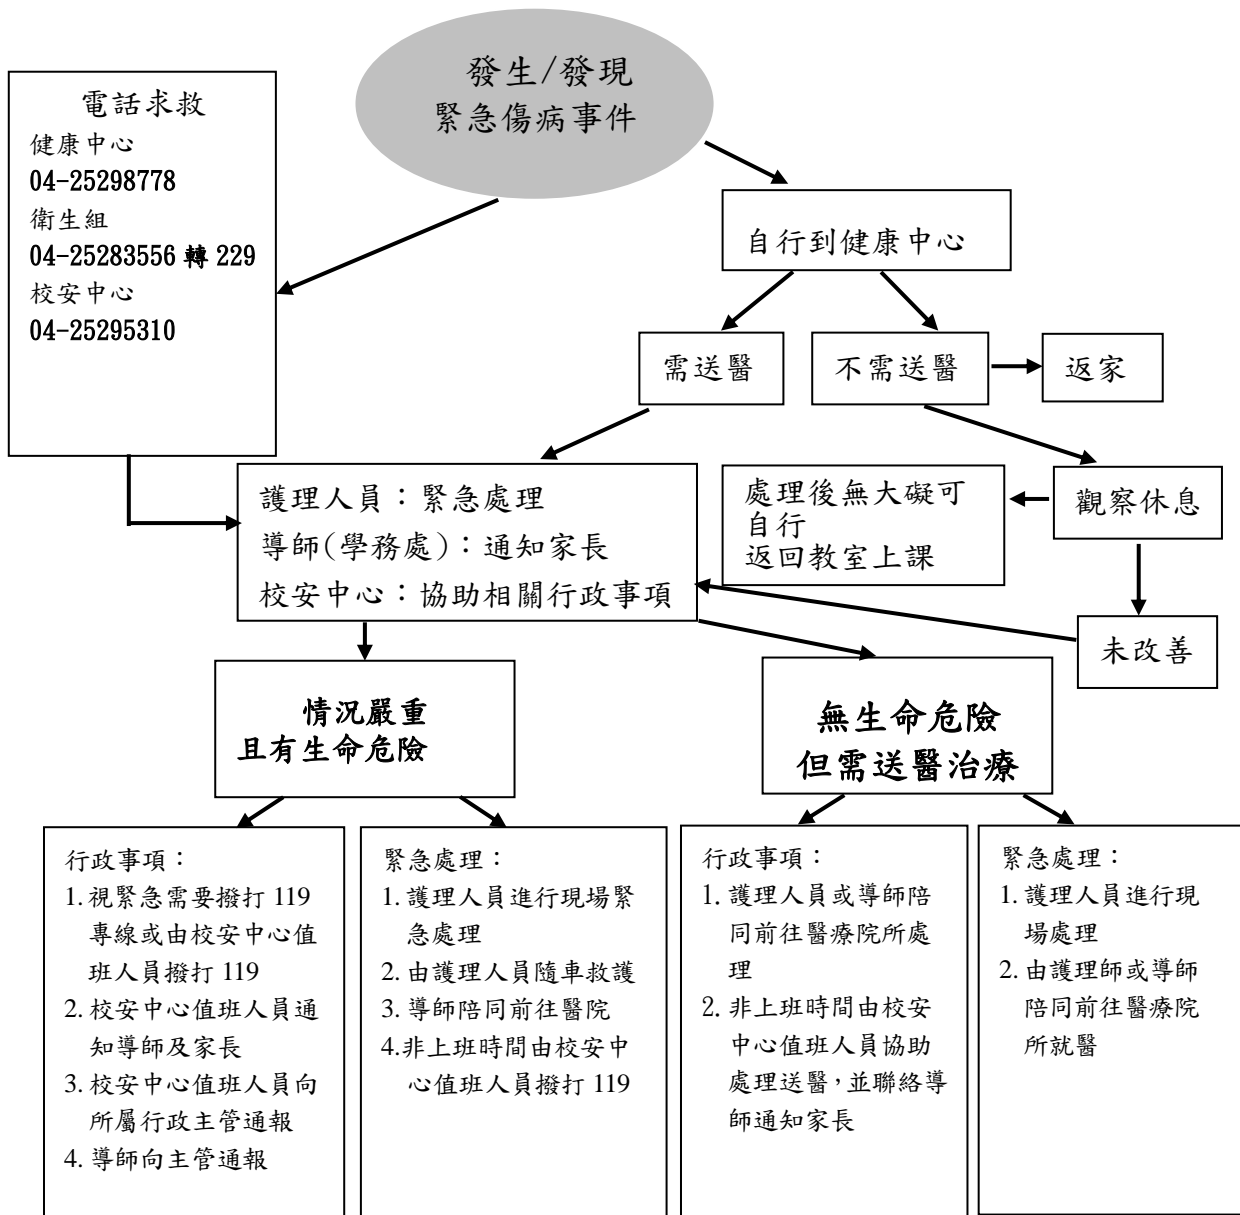 發生/發現
緊急傷病事件
電話求救
健康中心
04-25298778
衛生組
04-25283556 轉 229
校安中心
04-25295310
自行到健康中心
需送醫
不需送醫
返家
護理人員：緊急處理
導師(學務處)：通知家長
校安中心：協助相關行政事項
處理後無大礙可
自行
返回教室上課
觀察休息
未改善
情況嚴重
且有生命危險
無生命危險
但需送醫治療
行政事項：
1. 視緊急需要撥打 119
專線或由校安中心值
班人員撥打 119
2. 校安中心值班人員通
知導師及家長
3. 校安中心值班人員向
所屬行政主管通報
4. 導師向主管通報
緊急處理：
1. 護理人員進行現場緊
急處理
2. 由護理人員隨車救護
3. 導師陪同前往醫院
4.非上班時間由校安中
心值班人員撥打 119
行政事項：
1. 護理人員或導師陪
同前往醫療院所處
理
2. 非上班時間由校安
中心值班人員協助
處理送醫，並聯絡導
師通知家長
緊急處理：
1. 護理人員進行現
場處理
2. 由護理師或導師
陪同前往醫療院
所就醫